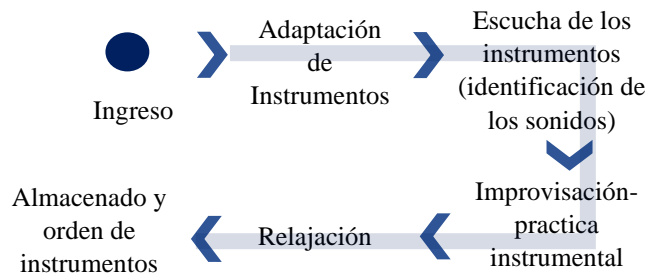 Ingreso
Adaptación
de
Instrumentos
Escucha de los
instrumentos
(identificación de
los sonidos)
Improvisación-
practica
instrumental
Relajación
Almacenado y
orden de
instrumentos